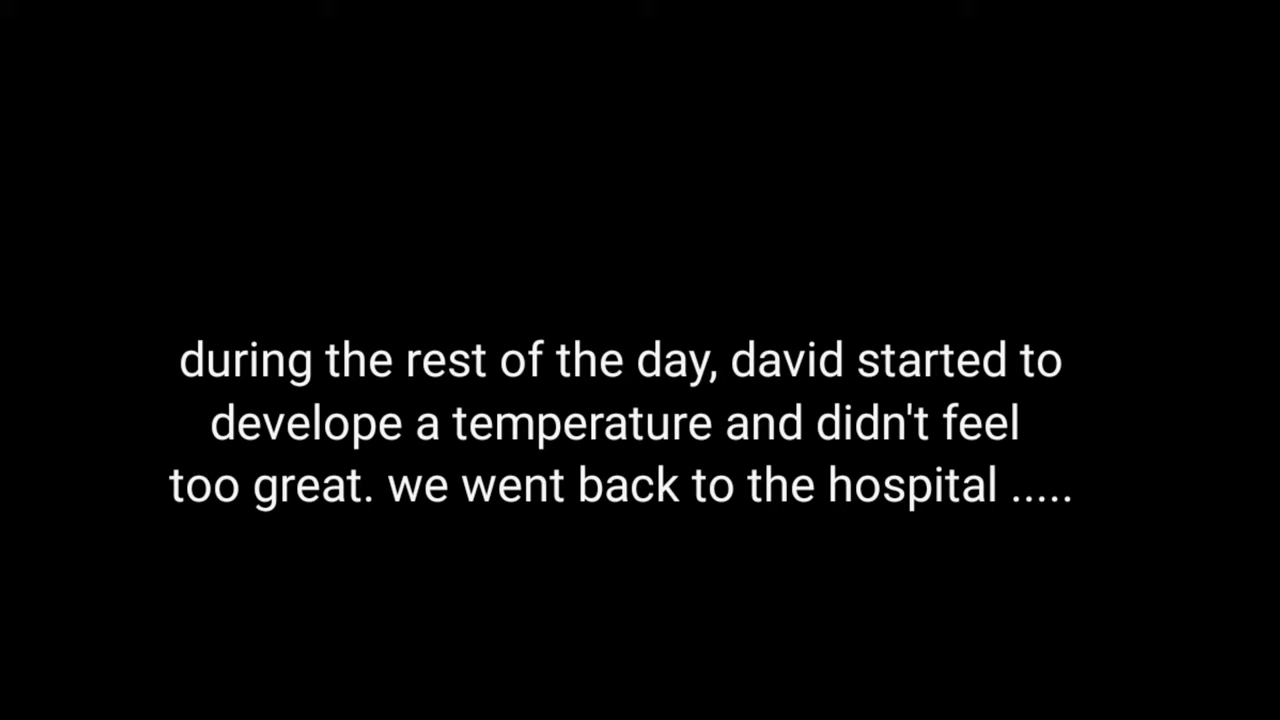 during the rest of the day, david started to
develope a temperature and didn't feel
too great. we went back to the hospital .....